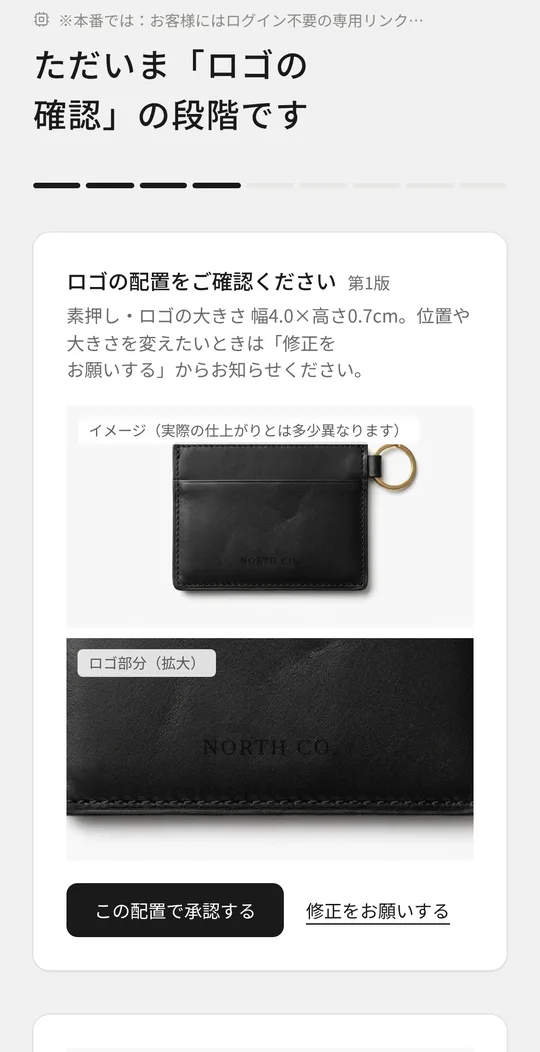 ※本番では：お客様にはログイン不要の専用リンク…
ただいま「ロゴの
確認」の段階です
ロゴの配置をご確認ください 第1版
素押し・ロゴの大きさ 幅4.0×高さ0.7cm。位置や
大きさを変えたいときは「修正を
お願いする」からお知らせください。
イメージ（実際の仕上がりとは多少異なります）
NORTH CO.
ロゴ部分（拡大）
NORTH CO.
この配置で承認する 修正をお願いする